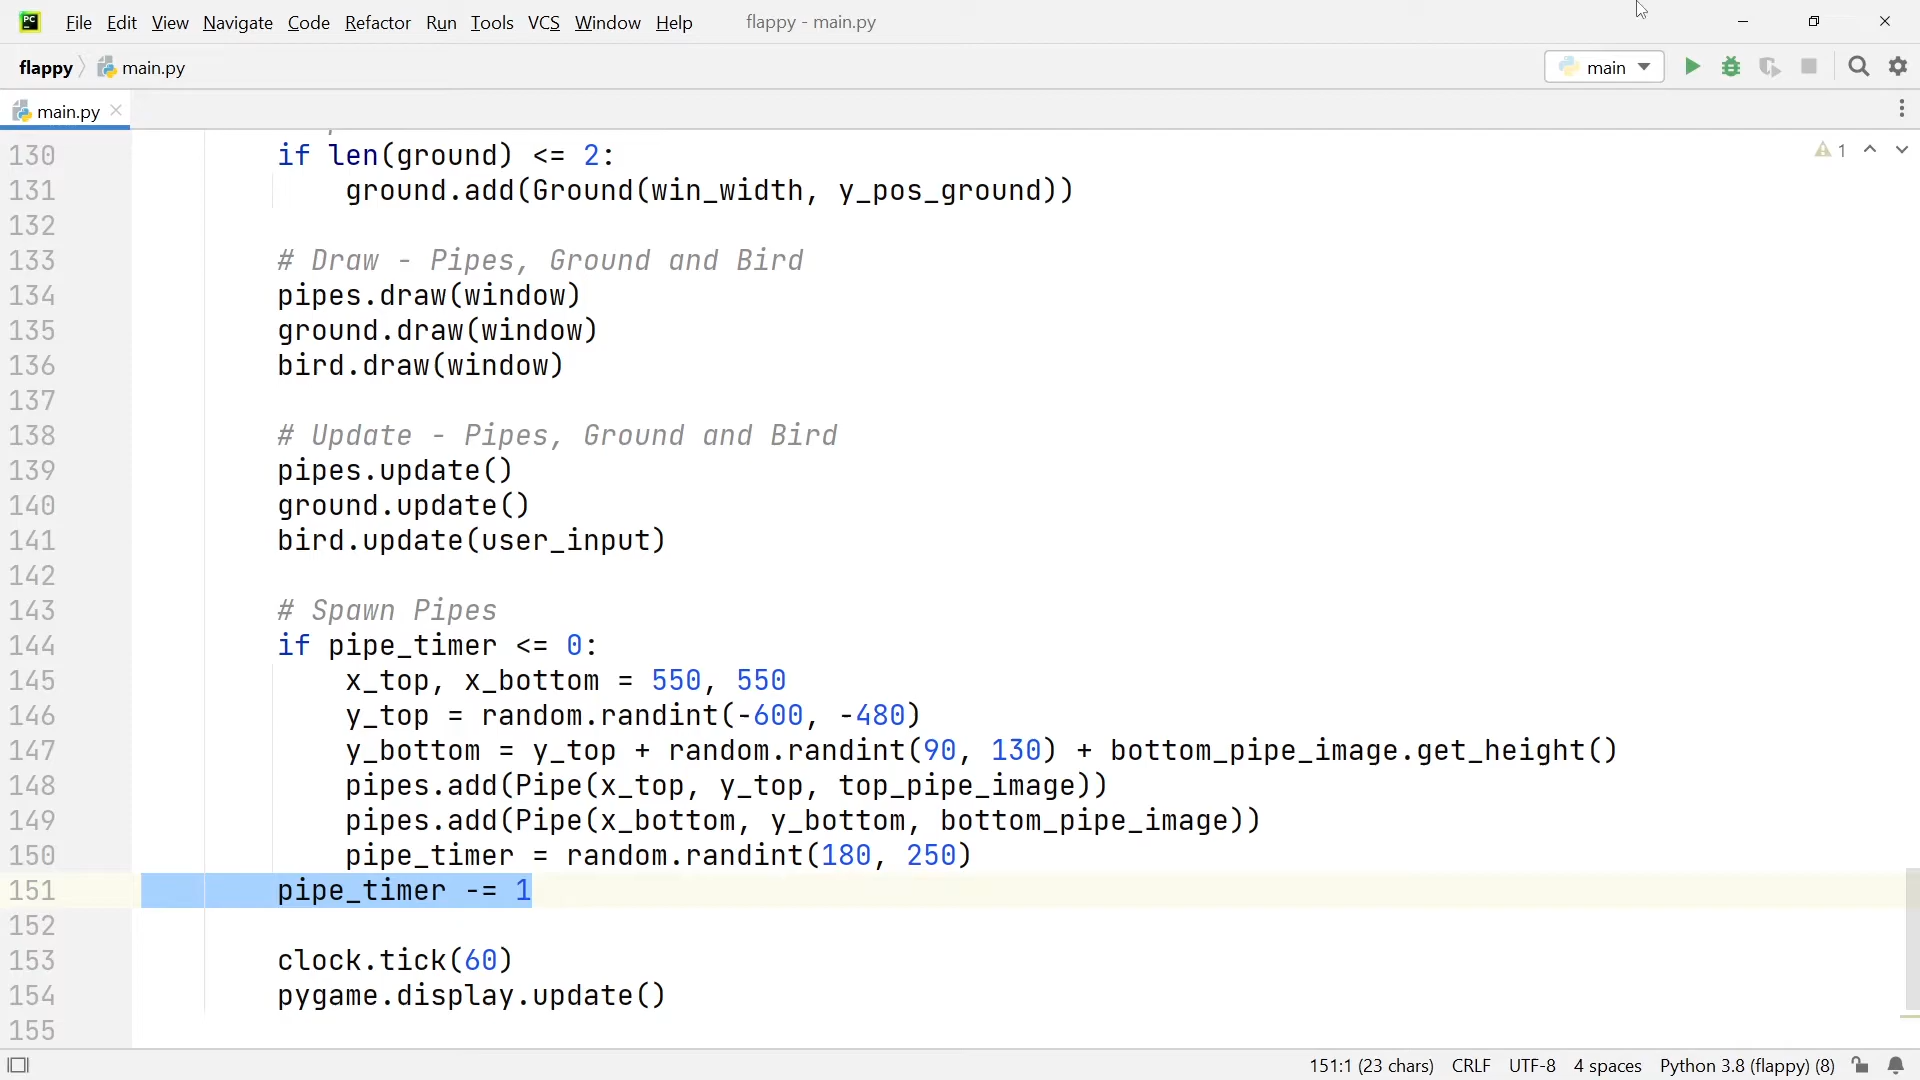 PC File Edit View Navigate Code Refactor Run Tools VCS Window Help flappy - main.py
flappy main.py main
main.py
130 if len(ground) <= 2: 1
131 ground.add(Ground(win_width, y_pos_ground))
132
133 # Draw - Pipes, Ground and Bird
134 pipes.draw(window)
135 ground.draw(window)
136 bird.draw(window)
137
138 # Update - Pipes, Ground and Bird
139 pipes.update()
140 ground.update()
141 bird.update(user_input)
142
143 # Spawn Pipes
144 if pipe_timer <= 0:
145 x_top, x_bottom = 550, 550
146 y_top = random.randint(-600, -480)
147 y_bottom = y_top + random.randint(90, 130) + bottom_pipe_image.get_height()
148 pipes.add(Pipe(x_top, y_top, top_pipe_image))
149 pipes.add(Pipe(x_bottom, y_bottom, bottom_pipe_image))
150 pipe_timer = random.randint(180, 250)
151 pipe_timer -= 1
152
153 clock.tick(60)
154 pygame.display.update()
155
151:1 (23 chars) CRLF UTF-8 4 spaces Python 3.8 (flappy) (8)